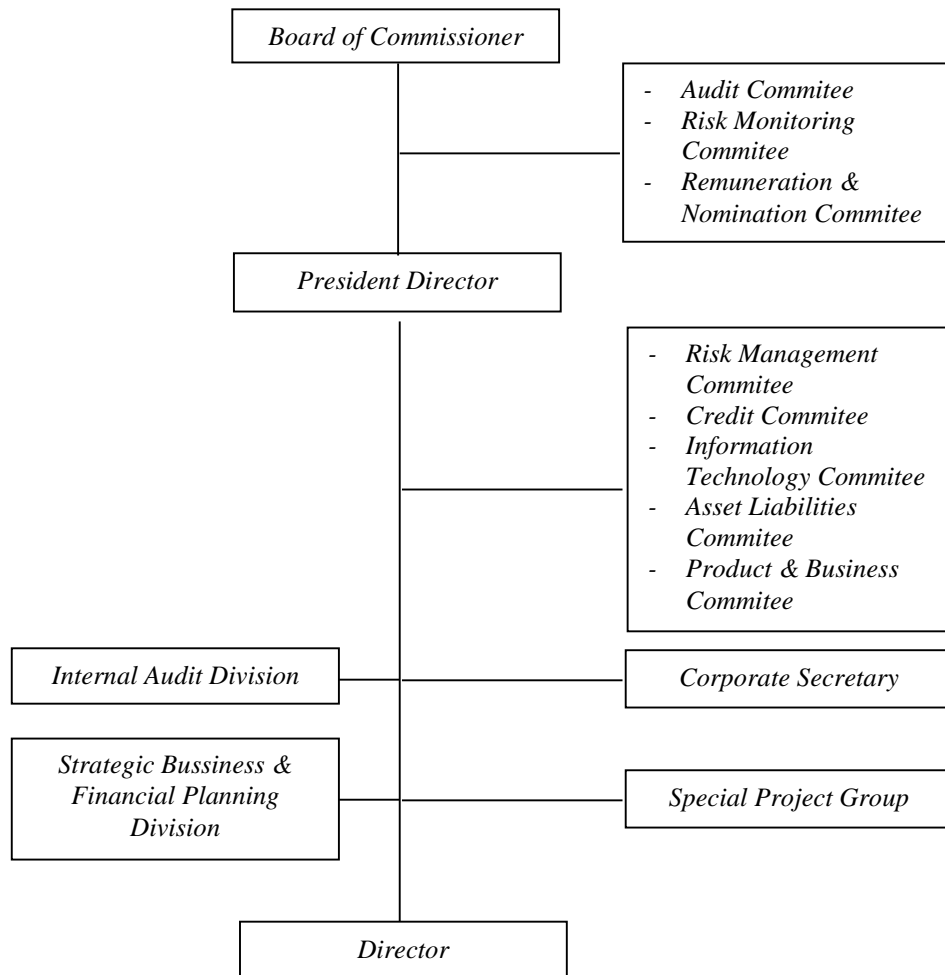 Board of Commissioner
- Audit Commitee
- Risk Monitoring
Commitee
- Remuneration &
Nomination Commitee
President Director
- Risk Management
Commitee
- Credit Commitee
- Information
Technology Commitee
- Asset Liabilities
Commitee
- Product & Business
Commitee
Internal Audit Division
Corporate Secretary
Strategic Bussiness &
Financial Planning
Division
Special Project Group
Director